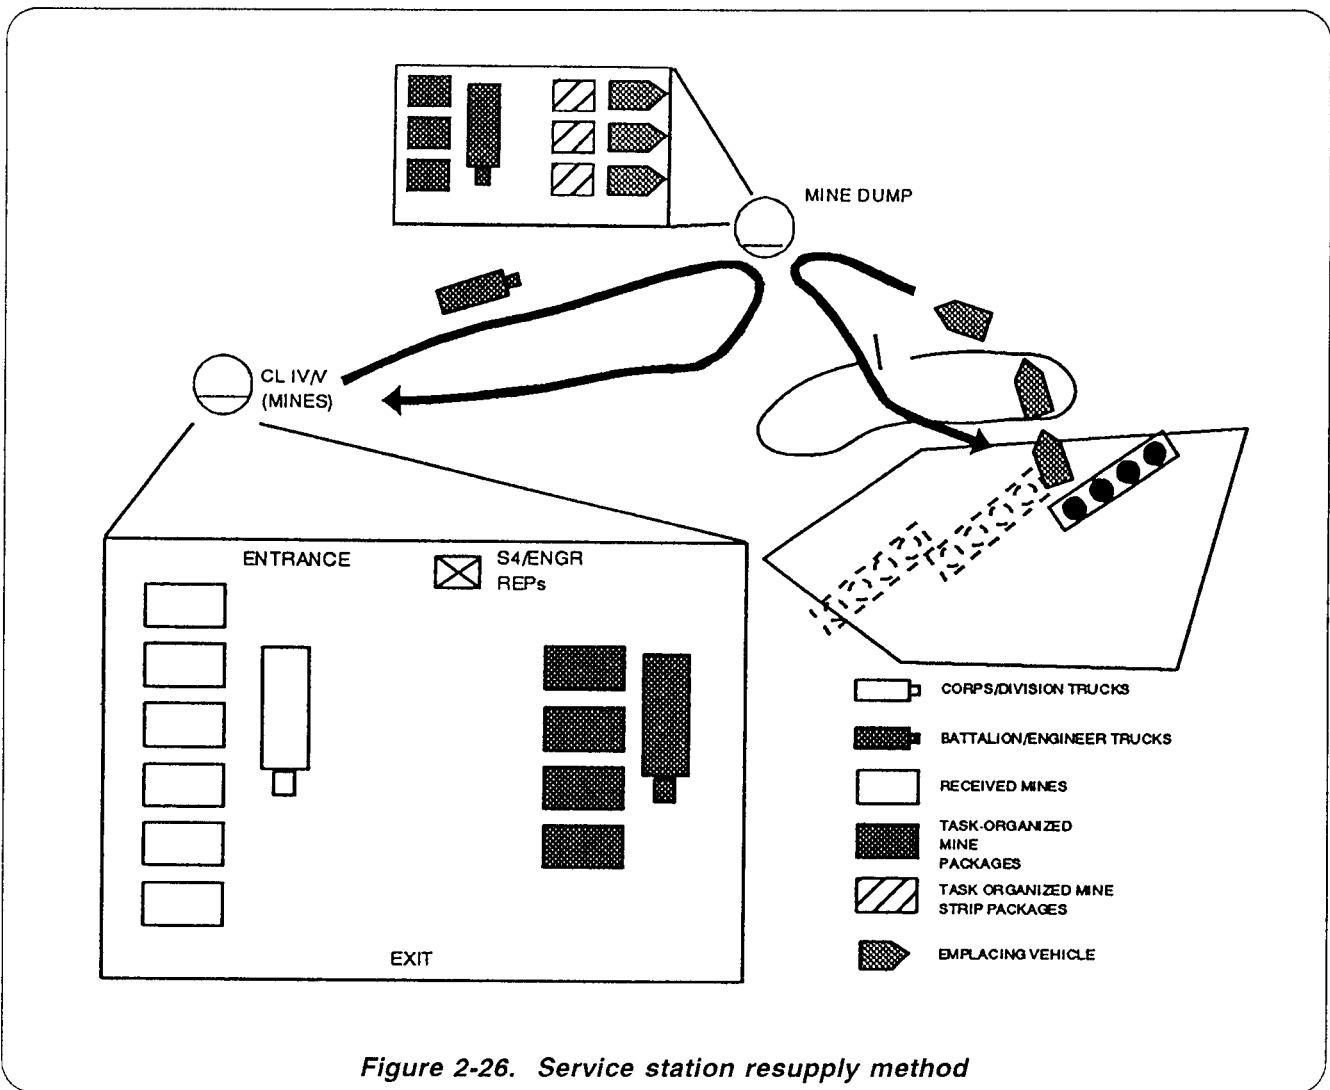 MINE DUMP
CL IV/V
(MINES)
ENTRANCE
S4/ENGR
REPs
EXIT
CORPS/DIVISION TRUCKS
BATTALION/ENGINEER TRUCKS
RECEIVED MINES
TASK-ORGANIZED
MINE
PACKAGES
TASK ORGANIZED MINE
STRIP PACKAGES
EMPLACING VEHICLE
Figure 2-26. Service station resupply method